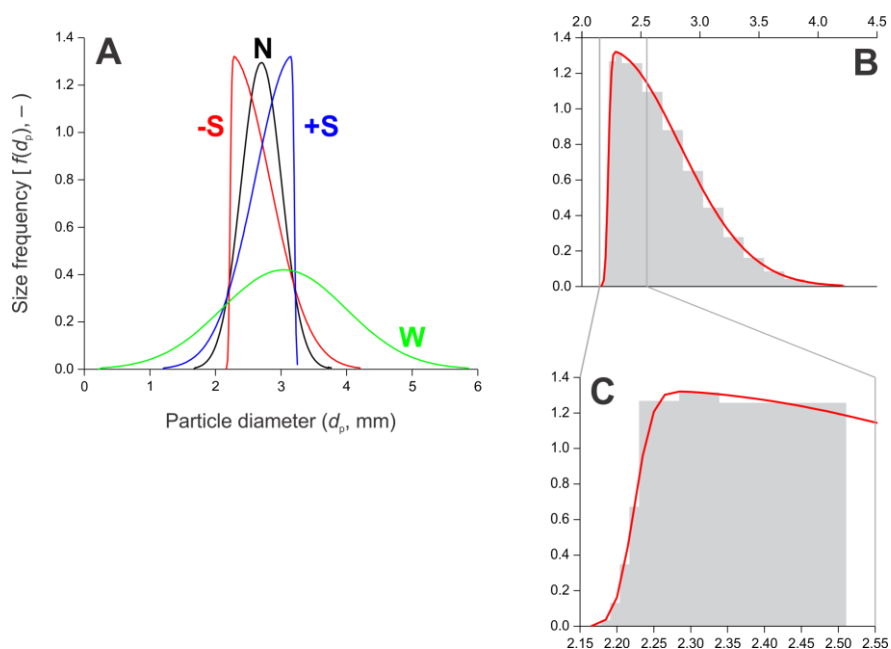 A
N
-S
+S
W
1.4
1.2
1.0
0.8
0.6
0.4
0.2
0.0
0 1 2 3 4 5 6
Size frequency [ f(dp), – )
Particle diameter (dp, mm)
2.0 2.5 3.0 3.5 4.0 4.5
B
1.4
1.2
1.0
0.8
0.6
0.4
0.2
0.0
C
1.4
1.2
1.0
0.8
0.6
0.4
0.2
0.0
2.15 2.20 2.25 2.30 2.35 2.40 2.45 2.50 2.55